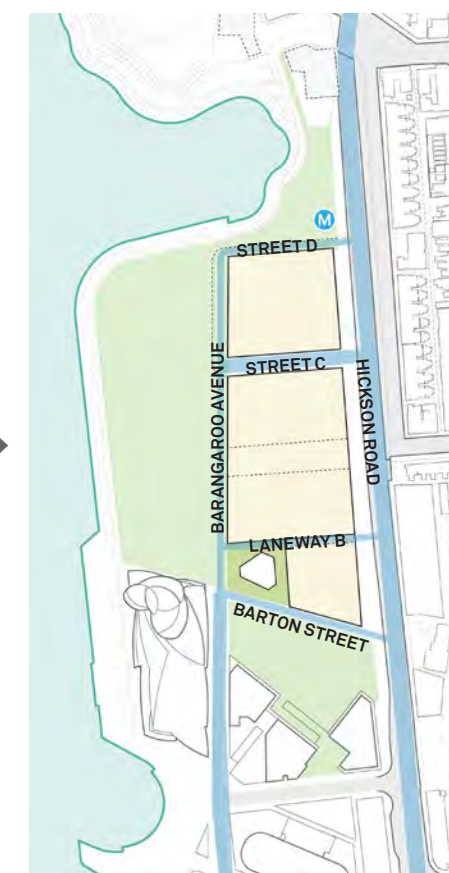 M
STREET D
BARANGAROO AVENUE
STREET C
HICKSON ROAD
LANEWAY B
BARTON STREET